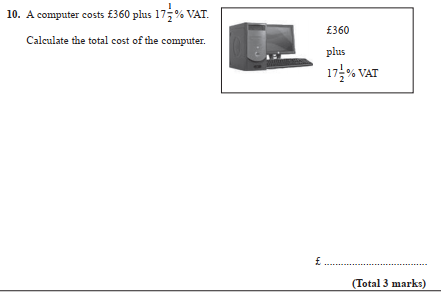 10. A computer costs £360 plus 17½% VAT.
Calculate the total cost of the computer.
£360
plus
17½% VAT
£ ......................................
(Total 3 marks)